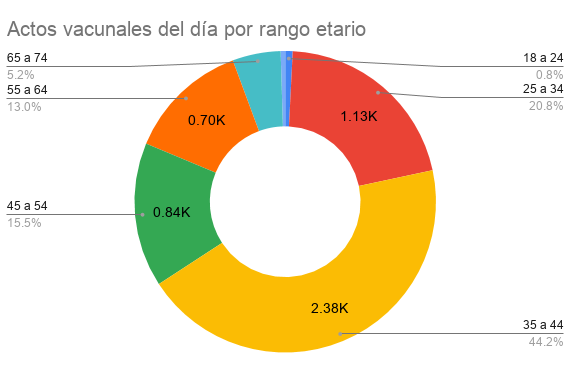 Actos vacunales del día por rango etario
65 a 74
5.2%
55 a 64
13.0%
45 a 54
15.5%
18 a 24
0.8%
25 a 34
20.8%
35 a 44
44.2%
0.70K
1.13K
0.84K
2.38K